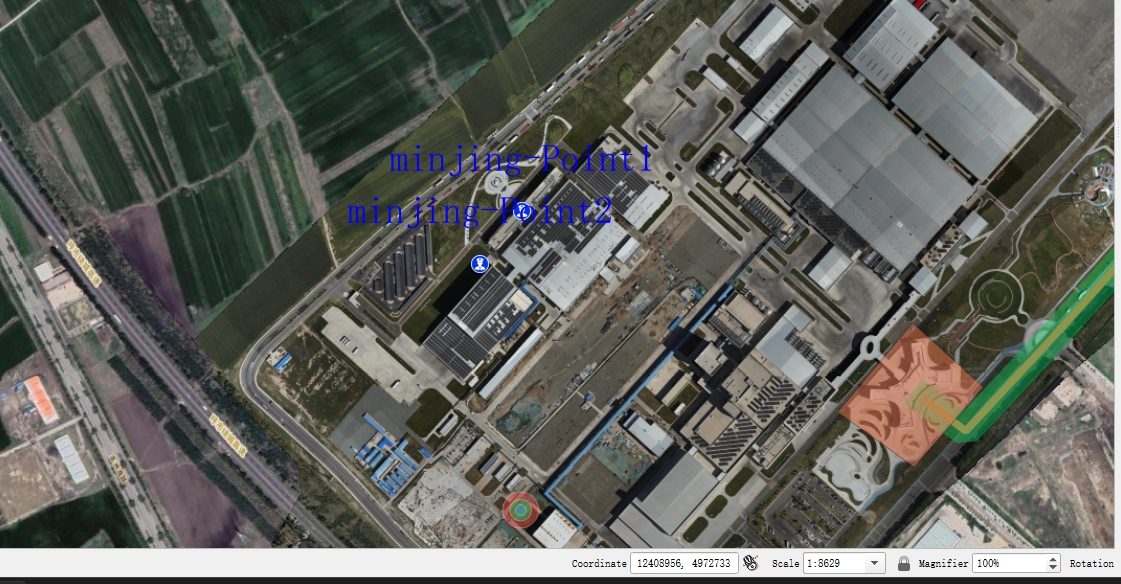 minjing-Point1
minjing-Point2
Coordinate 12408956, 4972733 Scale 1:8629 Magnifier 100% Rotation